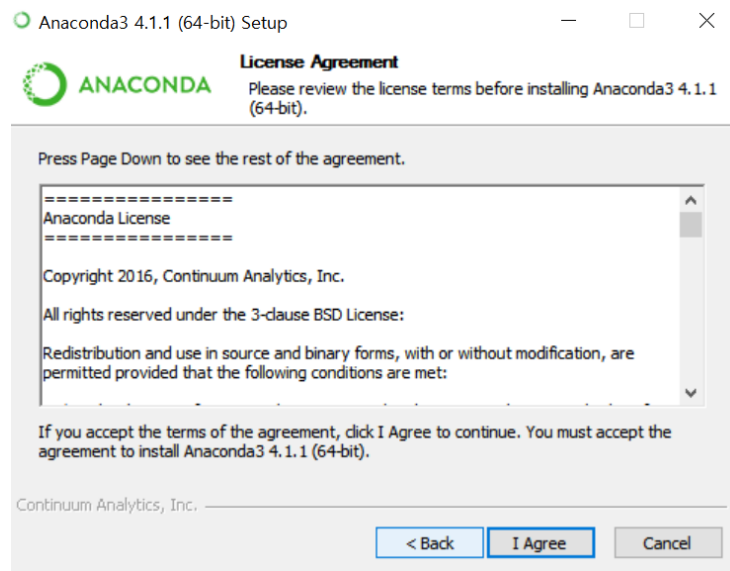 Anaconda3 4.1.1 (64-bit) Setup
ANACONDA
License Agreement
Please review the license terms before installing Anaconda3 4.1.1
(64-bit).
Press Page Down to see the rest of the agreement.
================
Anaconda License
================
Copyright 2016, Continuum Analytics, Inc.
All rights reserved under the 3-clause BSD License:
Redistribution and use in source and binary forms, with or without modification, are
permitted provided that the following conditions are met:
If you accept the terms of the agreement, click I Agree to continue. You must accept the
agreement to install Anaconda3 4.1.1 (64-bit).
Continuum Analytics, Inc.
< Back
I Agree
Cancel